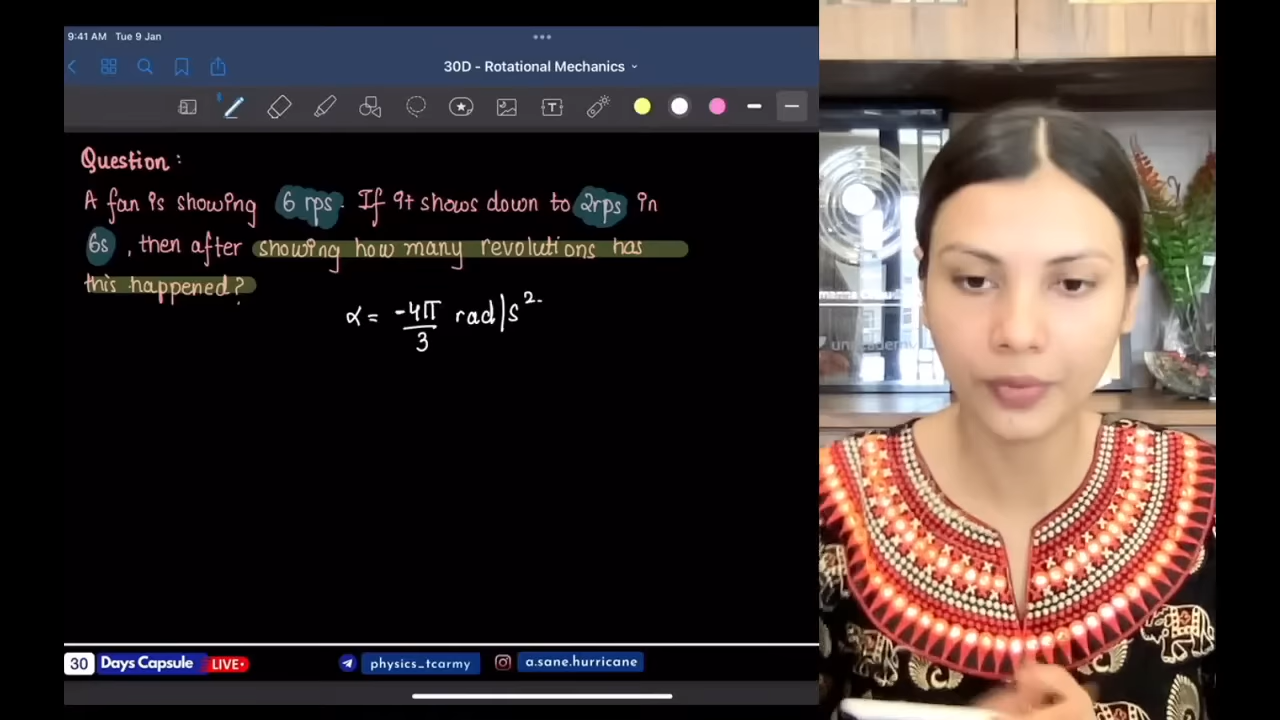 9:41 AM Tue 9 Jan
30D - Rotational Mechanics
Question:
A fan is showing 6 rps. If it shows down to 2rps in
6s, then after showing how many revolutions has
this happened?
α = -4π/3 rad/s²
30 Days Capsule LIVE
physics_tcarmy
a.sane.hurricane